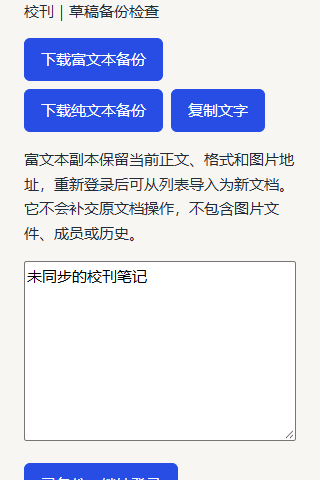 校刊 | 草稿备份检查
下载富文本备份
下载纯文本备份
复制文字
富文本副本保留当前正文、格式和图片地
址，重新登录后可从列表导入为新文档。
它不会补交原文档操作，不包含图片文
件、成员或历史。
未同步的校刊笔记